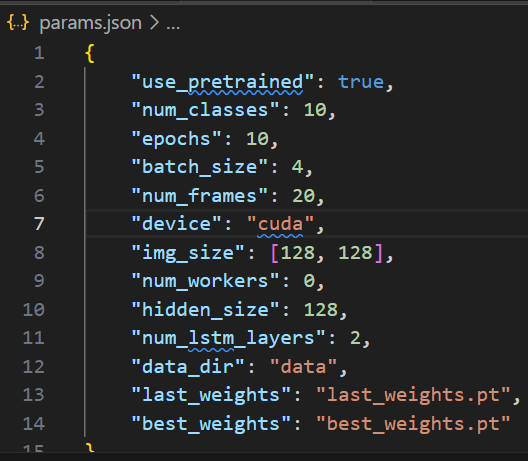 {..} params.json > ...
1 {
2 "use_pretrained": true,
3 "num_classes": 10,
4 "epochs": 10,
5 "batch_size": 4,
6 "num_frames": 20,
7 "device": "cuda",
8 "img_size": [128, 128],
9 "num_workers": 0,
10 "hidden_size": 128,
11 "num_lstm_layers": 2,
12 "data_dir": "data",
13 "last_weights": "last_weights.pt",
14 "best_weights": "best_weights.pt"
15 }